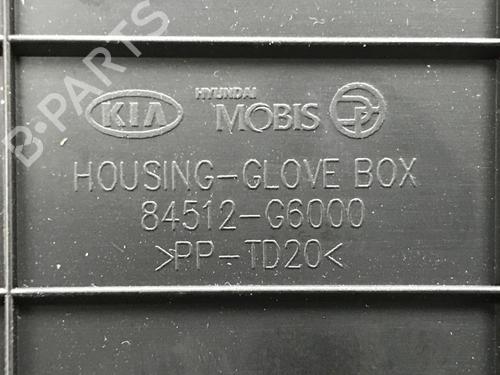 B-PARTS
KIA
HYUNDAI
MOBIS
HOUSING-GLOVE BOX
84512-G6000
>PP-TD20<